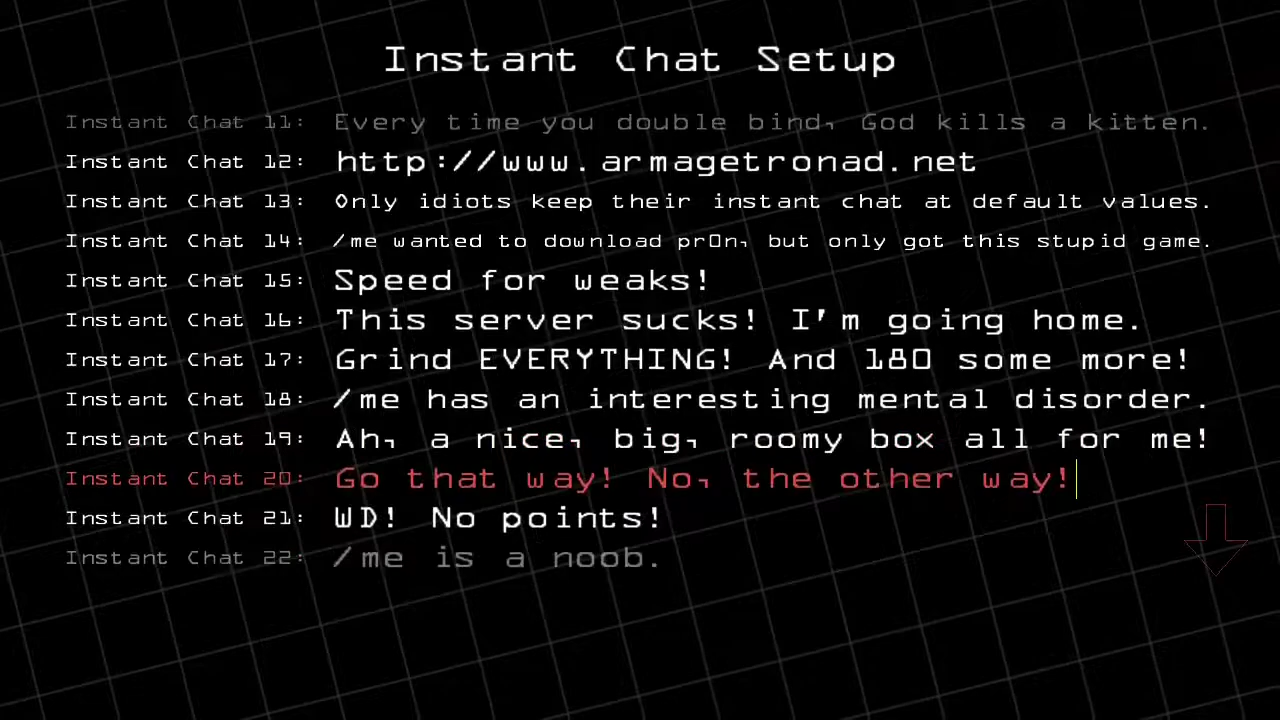 Instant Chat Setup
Instant Chat 11: Every time you double bind, God kills a kitten.
Instant Chat 12: http://www.armagetronad.net
Instant Chat 13: Only idiots keep their instant chat at default values.
Instant Chat 14: /me wanted to download pr0n, but only got this stupid game.
Instant Chat 15: Speed for weaks!
Instant Chat 16: This server sucks! I'm going home.
Instant Chat 17: Grind EVERYTHING! And 180 some more!
Instant Chat 18: /me has an interesting mental disorder.
Instant Chat 19: Ah, a nice, big, roomy box all for me!
Instant Chat 20: Go that way! No, the other way!
Instant Chat 21: WD! No points!
Instant Chat 22: /me is a noob.